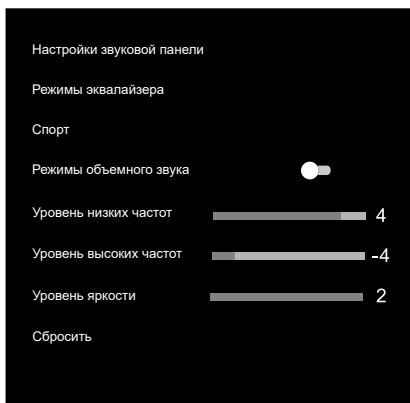 Настройки звуковой панели
Режимы эквалайзера
Спорт
Режимы объемного звука
Уровень низких частот 4
Уровень высоких частот -4
Уровень яркости 2
Сбросить